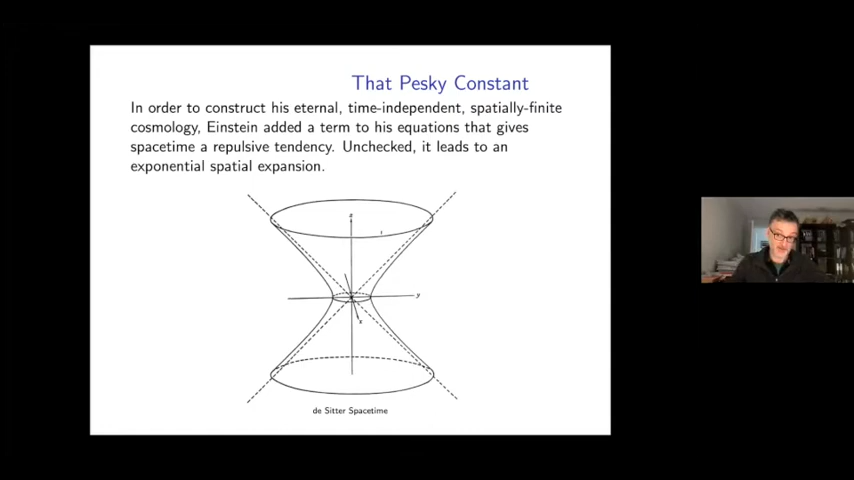 That Pesky Constant
In order to construct his eternal, time-independent, spatially-finite
cosmology, Einstein added a term to his equations that gives
spacetime a repulsive tendency. Unchecked, it leads to an
exponential spatial expansion.
z
y
x
de Sitter Spacetime